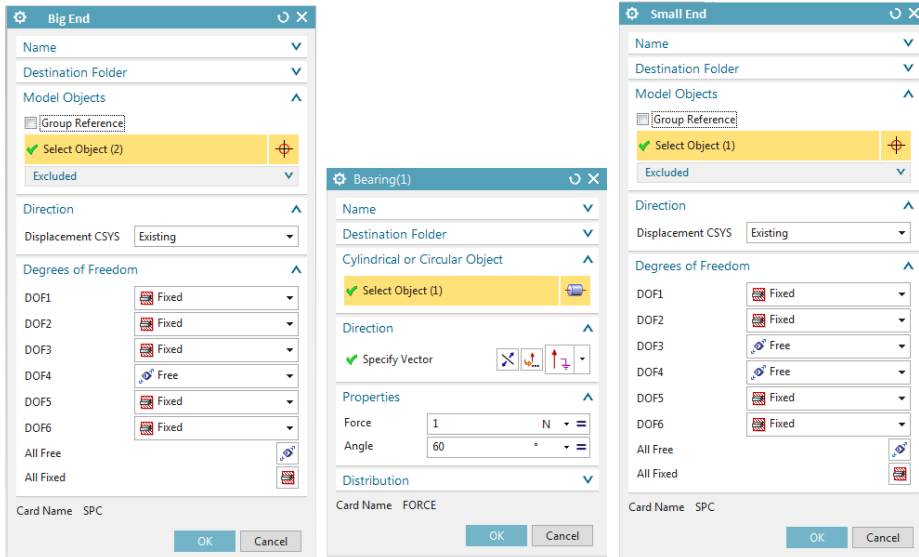 Big End
Name
Destination Folder
Model Objects
Group Reference
Select Object (2)
Excluded
Direction
Displacement CSYS Existing
Degrees of Freedom
DOF1 Fixed
DOF2 Fixed
DOF3 Fixed
DOF4 Free
DOF5 Fixed
DOF6 Fixed
All Free
All Fixed
Card Name SPC
OK Cancel
Bearing(1)
Name
Destination Folder
Cylindrical or Circular Object
Select Object (1)
Direction
Specify Vector
Properties
Force 1 N
Angle 60 °
Distribution
Card Name FORCE
OK Cancel
Small End
Name
Destination Folder
Model Objects
Group Reference
Select Object (1)
Excluded
Direction
Displacement CSYS Existing
Degrees of Freedom
DOF1 Fixed
DOF2 Fixed
DOF3 Free
DOF4 Free
DOF5 Fixed
DOF6 Fixed
All Free
All Fixed
Card Name SPC
OK Cancel